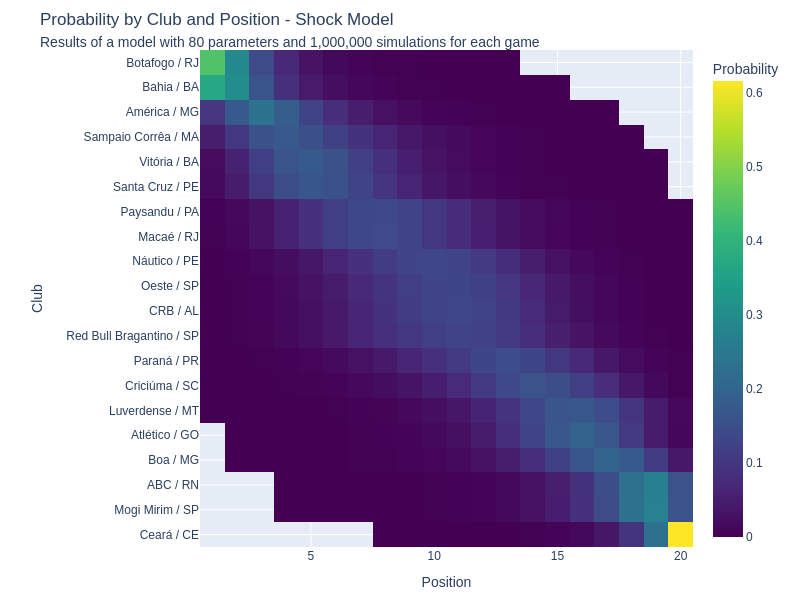 Probability by Club and Position - Shock Model
Results of a model with 80 parameters and 1,000,000 simulations for each game
Probability
Botafogo / RJ
Bahia / BA
América / MG
Sampaio Corrêa / MA
Vitória / BA
Santa Cruz / PE
Paysandu / PA
Macaé / RJ
Náutico / PE
Oeste / SP
CRB / AL
Red Bull Bragantino / SP
Paraná / PR
Criciúma / SC
Luverdense / MT
Atlético / GO
Boa / MG
ABC / RN
Mogi Mirim / SP
Ceará / CE
Club
5
10
15
20
Position
0.6
0.5
0.4
0.3
0.2
0.1
0